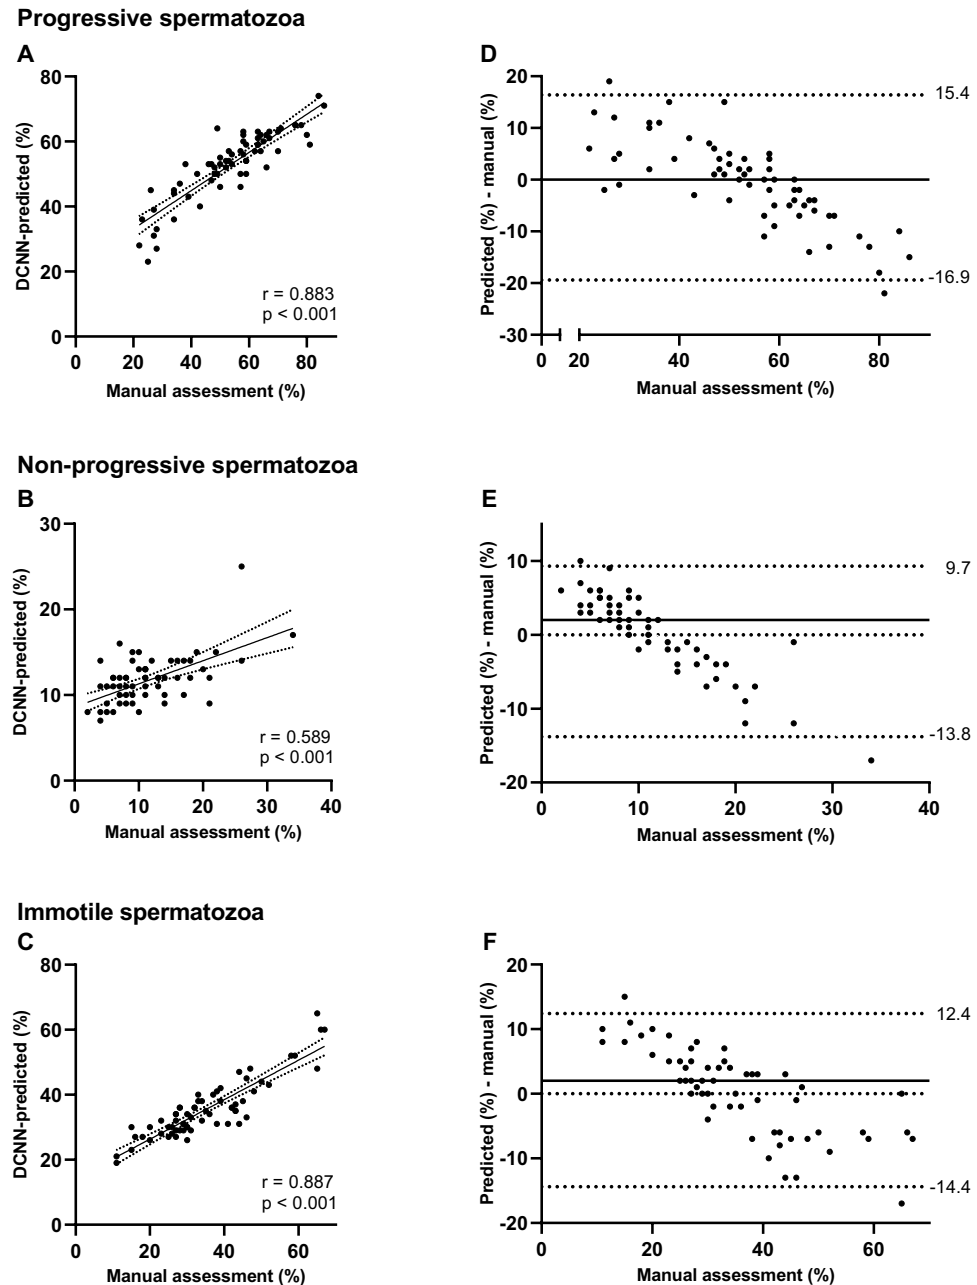 Progressive spermatozoa
A
80
60
40
20
0
0 20 40 60 80
DCNN-predicted (%)
Manual assessment (%)
r = 0.883
p < 0.001
D
20
10
0
-10
-20
-30
0 20 40 60 80
Predicted (%) - manual (%)
Manual assessment (%)
15.4
-16.9
Non-progressive spermatozoa
B
30
20
10
0
0 10 20 30 40
DCNN-predicted (%)
Manual assessment (%)
r = 0.589
p < 0.001
E
10
0
-10
-20
0 10 20 30 40
Predicted (%) - manual (%)
Manual assessment (%)
9.7
-13.8
Immotile spermatozoa
C
80
60
40
20
0
0 20 40 60
DCNN-predicted (%)
Manual assessment (%)
r = 0.887
p < 0.001
F
20
10
0
-10
-20
0 20 40 60
Predicted (%) - manual (%)
Manual assessment (%)
12.4
-14.4